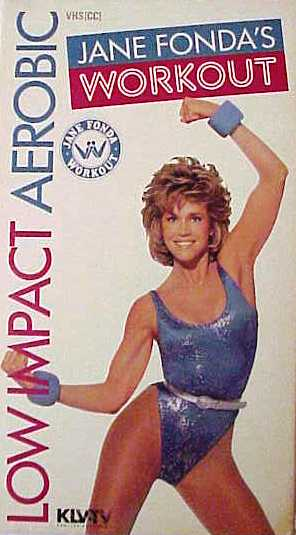 VHS [CC]
JANE FONDA'S
WORKOUT
LOW IMPACT AEROBIC
JANE FONDA
W
WORKOUT
KLV-TV